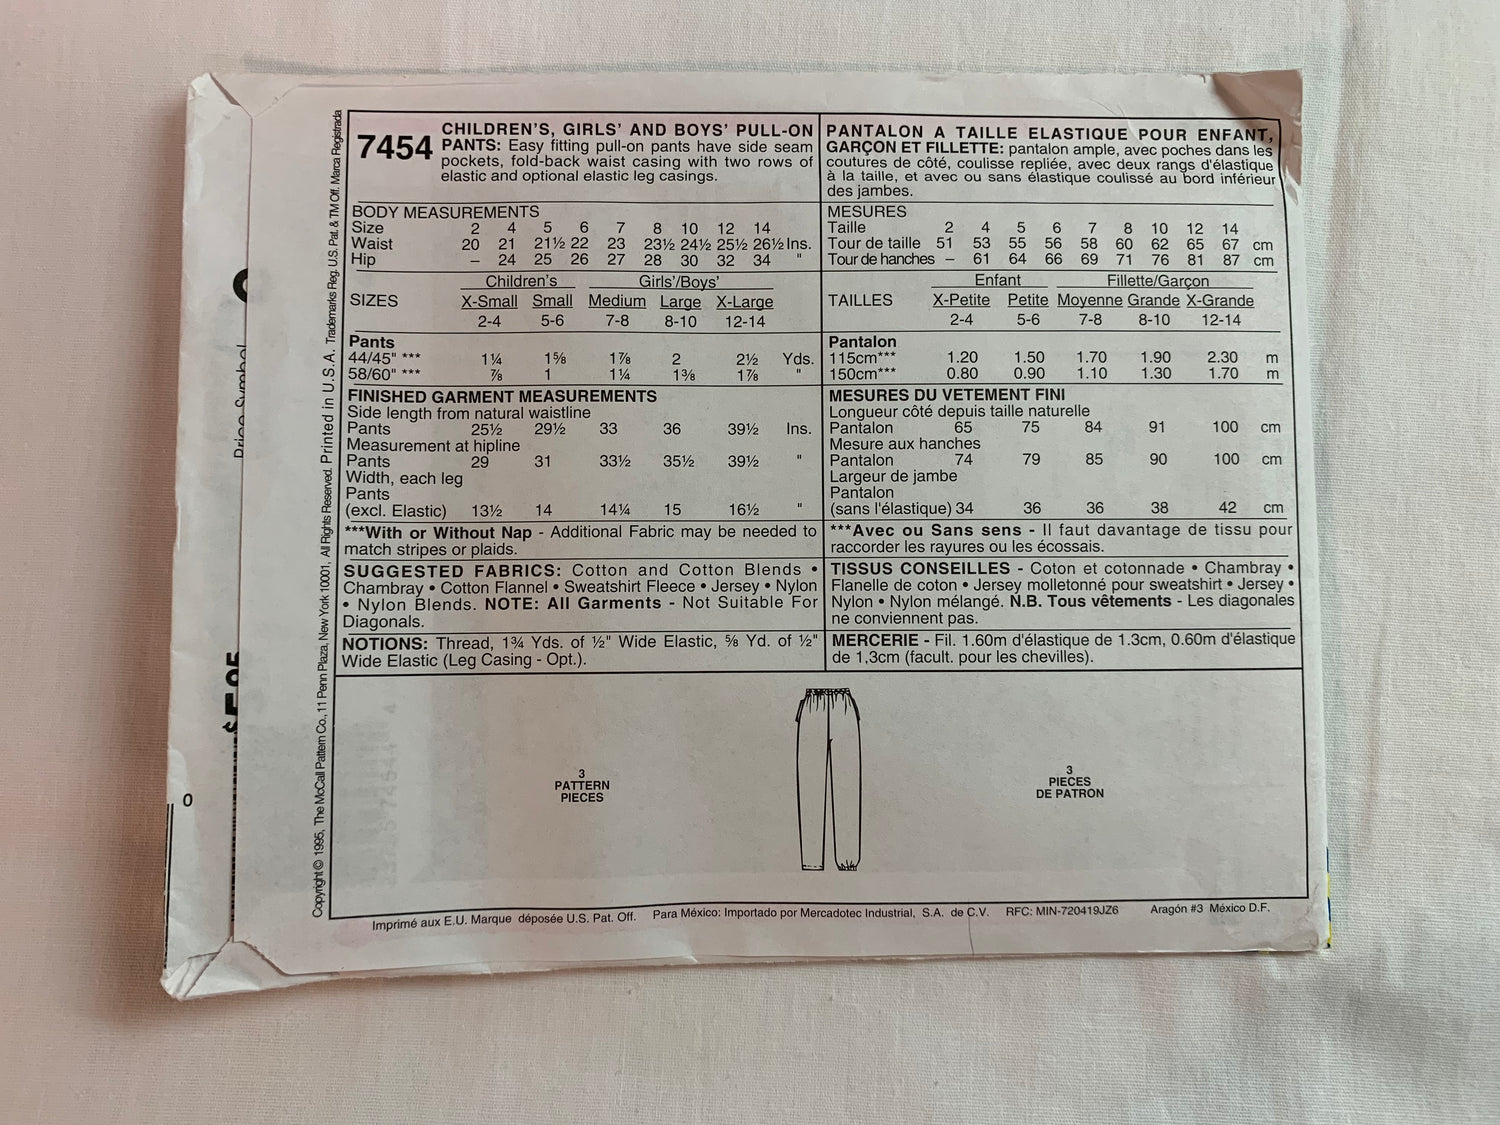 7454
CHILDREN'S, GIRLS' AND BOYS' PULL-ON
PANTS: Easy fitting pull-on pants have side seam
pockets, fold-back waist casing with two rows of
elastic and optional elastic leg casings.
BODY MEASUREMENTS
Size 2 4 5 6 7 8 10 12 14
Waist 20 21 21½ 22 23 23½ 24½ 25½ 26½ Ins.
Hip – 24 25 26 27 28 30 32 34 "
Children's Girls'/Boys'
SIZES X-Small Small Medium Large X-Large
2-4 5-6 7-8 8-10 12-14
Pants
44/45" *** 1¼ 1⅝ 1⅞ 2 2½ Yds.
58/60" *** ⅞ 1 1¼ 1⅜ 1⅞ "
FINISHED GARMENT MEASUREMENTS
Side length from natural waistline
Pants 25½ 29½ 33 36 39½ Ins.
Measurement at hipline
Pants 29 31 33½ 35½ 39½ "
Width, each leg
Pants
(excl. Elastic) 13½ 14 14¼ 15 16½ "
***With or Without Nap - Additional Fabric may be needed to
match stripes or plaids.
SUGGESTED FABRICS: Cotton and Cotton Blends •
Chambray • Cotton Flannel • Sweatshirt Fleece • Jersey • Nylon
• Nylon Blends. NOTE: All Garments - Not Suitable For
Diagonals.
NOTIONS: Thread, 1¾ Yds. of ½" Wide Elastic, ⅝ Yd. of ½"
Wide Elastic (Leg Casing - Opt.).
PANTALON A TAILLE ELASTIQUE POUR ENFANT,
GARÇON ET FILLETTE: pantalon ample, avec poches dans les
coutures de côté, coulisse repliée, avec deux rangs d'élastique
à la taille, et avec ou sans élastique coulissé au bord inférieur
des jambes.
MESURES
Taille 2 4 5 6 7 8 10 12 14
Tour de taille 51 53 55 56 58 60 62 65 67 cm
Tour de hanches – 61 64 66 69 71 76 81 87 cm
Enfant Fillette/Garçon
TAILLES X-Petite Petite Moyenne Grande X-Grande
2-4 5-6 7-8 8-10 12-14
Pantalon
115cm*** 1.20 1.50 1.70 1.90 2.30 m
150cm*** 0.80 0.90 1.10 1.30 1.70 m
MESURES DU VETEMENT FINI
Longueur côté depuis taille naturelle
Pantalon 65 75 84 91 100 cm
Mesure aux hanches
Pantalon 74 79 85 90 100 cm
Largeur de jambe
Pantalon
(sans l'élastique) 34 36 36 38 42 cm
***Avec ou Sans sens - Il faut davantage de tissu pour
raccorder les rayures ou les écossais.
TISSUS CONSEILLES - Coton et cotonnade • Chambray •
Flanelle de coton • Jersey molletonné pour sweatshirt • Jersey •
Nylon • Nylon mélangé. N.B. Tous vêtements - Les diagonales
ne conviennent pas.
MERCERIE - Fil. 1.60m d'élastique de 1.3cm, 0.60m d'élastique
de 1,3cm (facult. pour les chevilles).
3
PATTERN
PIECES
3
PIECES
DE PATRON
Imprimé aux E.U. Marque déposée U.S. Pat. Off. Para México: Importado por Mercadotec Industrial, S.A. de C.V. RFC: MIN-720419JZ6 Aragón #3 México D.F.
Copyright © 1995, The McCall Pattern Co., 11 Penn Plaza, New York 10001, All Rights Reserved. Printed in U.S.A. Trademarks Reg. U.S. Pat. & TM Off. Marca Registrada
Price Symbol
0